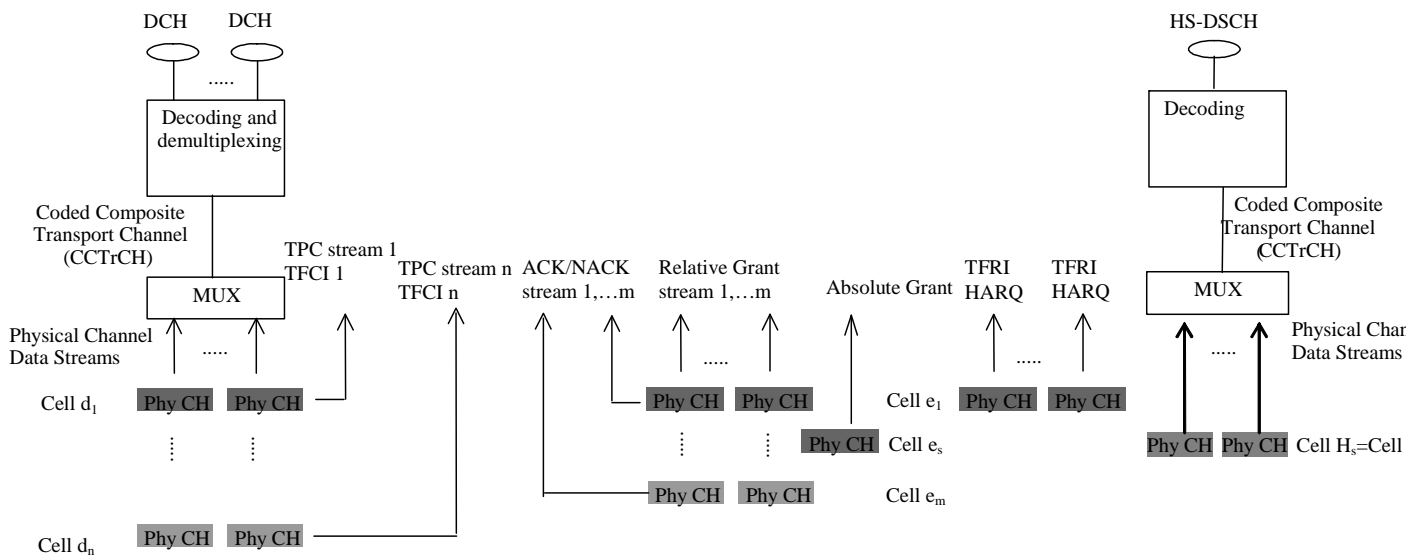 DCH DCH HS-DSCH
.....
Decoding and
demultiplexing
Decoding
Coded Composite
Transport Channel
(CCTrCH)
Coded Composite
Transport Channel
(CCTrCH)
TPC stream 1
TFCI 1
TPC stream n
TFCI n
ACK/NACK
stream 1,…m
Relative Grant
stream 1,…m
Absolute Grant
TFRI
HARQ
TFRI
HARQ
MUX
MUX
Physical Channel
Data Streams
.....
.....
.....
.....
Physical Chan
Data Streams
Cell d1 Phy CH Phy CH
Phy CH Phy CH Cell e1 Phy CH Phy CH
Phy CH Cell es
Phy CH Phy CH Cell Hs=Cell
Phy CH Phy CH Cell em
Cell dn Phy CH Phy CH